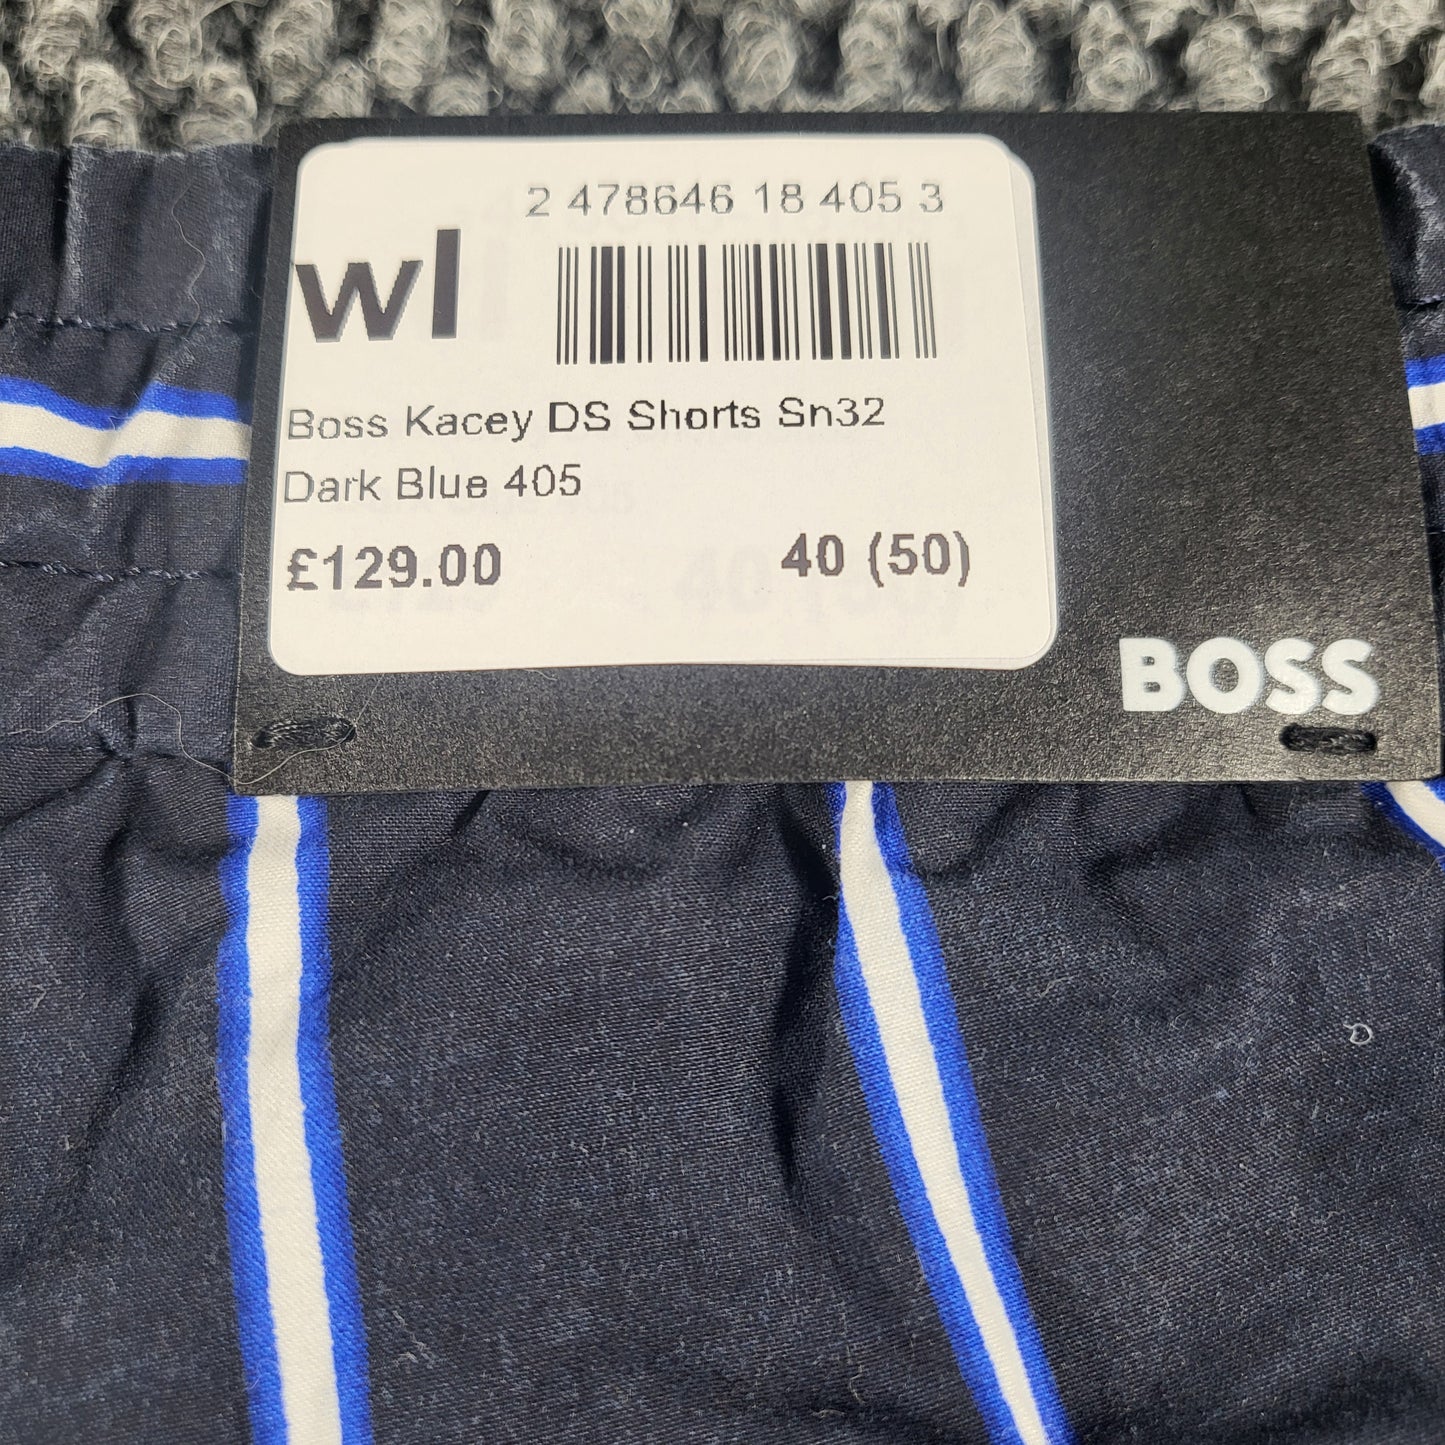 2 478646 18 405 3
wl
Boss Kacey DS Shorts Sn32
Dark Blue 405
£129.00 40 (50)
BOSS